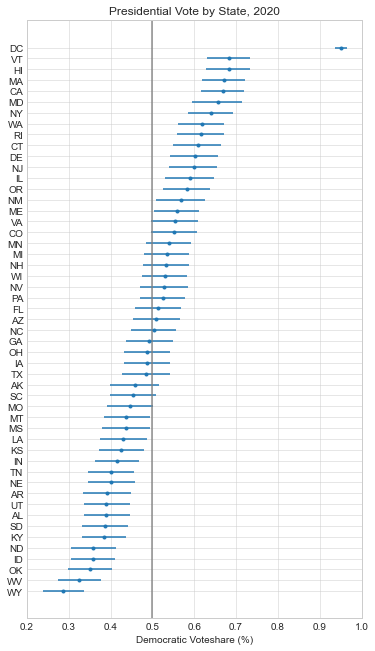 Presidential Vote by State, 2020
DC
VT
HI
MA
CA
MD
NY
WA
RI
CT
DE
NJ
IL
OR
NM
ME
VA
CO
MN
MI
NH
WI
NV
PA
FL
AZ
NC
GA
OH
IA
TX
AK
SC
MO
MT
MS
LA
KS
IN
TN
NE
AR
UT
AL
SD
KY
ND
ID
OK
WV
WY
0.2 0.3 0.4 0.5 0.6 0.7 0.8 0.9 1.0
Democratic Voteshare (%)